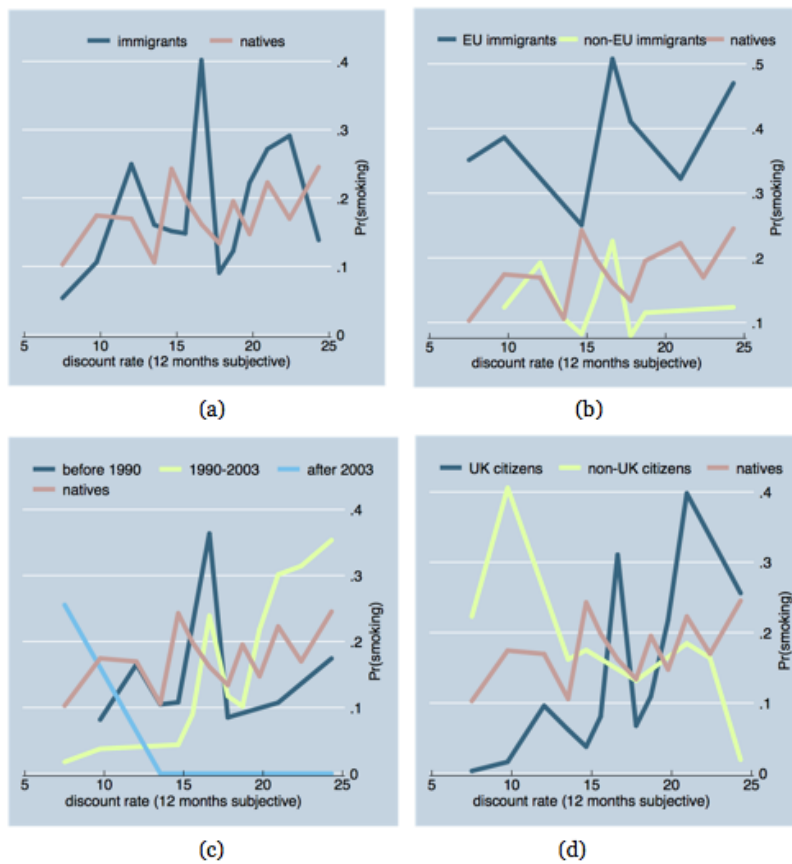 immigrants natives
.4
.3
.2
.1
0
Pr(smoking)
5 10 15 20 25
discount rate (12 months subjective)
(a)
EU immigrants non-EU immigrants natives
.5
.4
.3
.2
.1
Pr(smoking)
5 10 15 20 25
discount rate (12 months subjective)
(b)
before 1990 1990-2003 after 2003
natives
.4
.3
.2
.1
0
Pr(smoking)
5 10 15 20 25
discount rate (12 months subjective)
(c)
UK citizens non-UK citizens natives
.4
.3
.2
.1
0
Pr(smoking)
5 10 15 20 25
discount rate (12 months subjective)
(d)